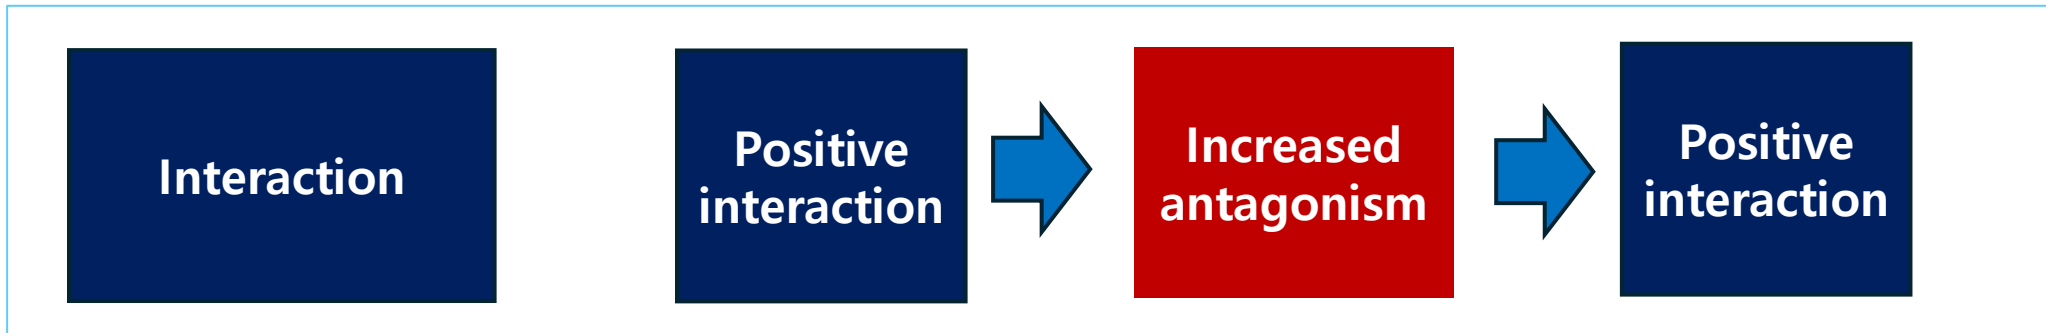 Interaction
Positive
interaction
Increased
antagonism
Positive
interaction